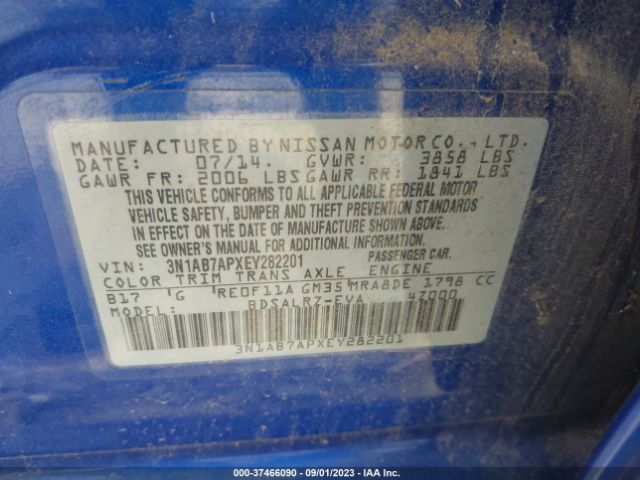 MANUFACTURED BY NISSAN MOTOR CO., LTD.
DATE: 07/14. GVWR: 3858 LBS
GAWR FR: 2006 LBS GAWR RR: 1841 LBS
THIS VEHICLE CONFORMS TO ALL APPLICABLE FEDERAL MOTOR
VEHICLE SAFETY, BUMPER AND THEFT PREVENTION STANDARDS
IN EFFECT ON THE DATE OF MANUFACTURE SHOWN ABOVE.
SEE OWNER'S MANUAL FOR ADDITIONAL INFORMATION.
VIN: 3N1AB7APXEY282201 PASSENGER CAR
COLOR TRIM TRANS AXLE ENGINE
B17 G RE0F11A GM35 MRA8DE 1798 CC
MODEL: BDSALRZ-EVA 47000
3N1AB7APXEY282201
000-37466090 - 09/01/2023 - IAA Inc.